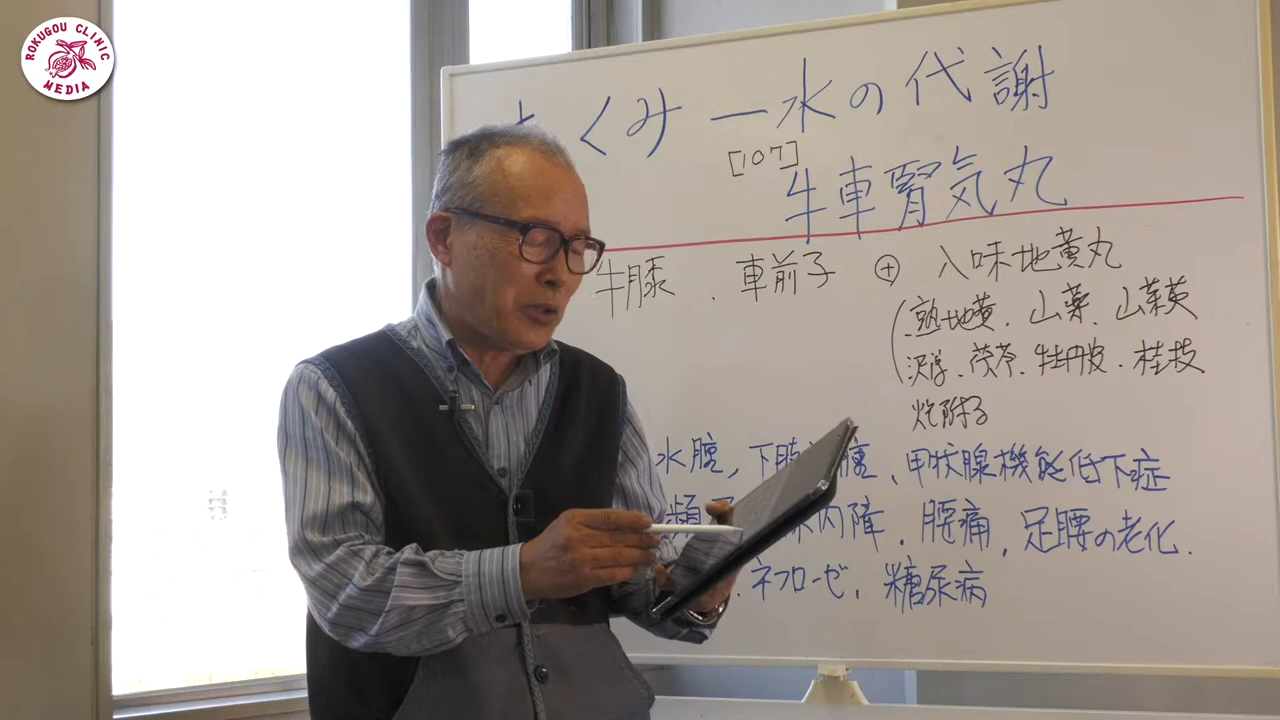 ROKUGOU CLINIC
MEDIA
くみ ー水の代謝
[107]
牛車腎気丸
牛膝、車前子 ⊕ 八味地黄丸
(熟地黄、山薬、山茱萸
沢瀉、茯苓、牡丹皮、桂枝
炮附子
水腫,下肢 腫、甲状腺機能低下症
頻 内障、腰痛、足腰の老化.
ネフローゼ、糖尿病